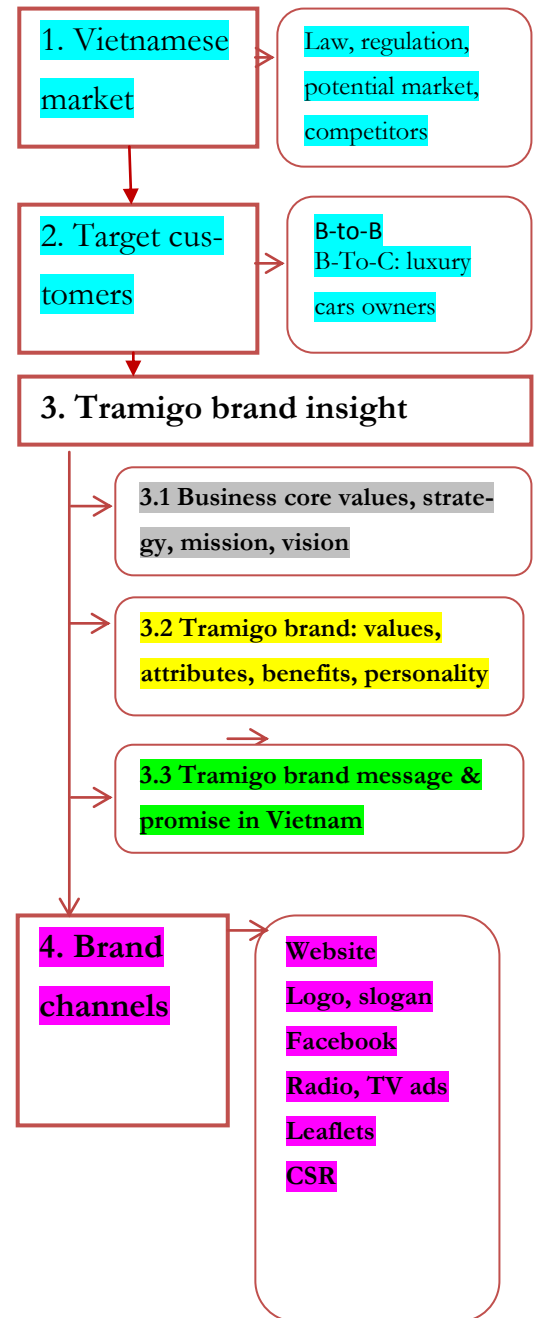 1. Vietnamese
market
Law, regulation,
potential market,
competitors
2. Target cus-
tomers
B-to-B
B-To-C: luxury
cars owners
3. Tramigo brand insight
3.1 Business core values, strate-
gy, mission, vision
3.2 Tramigo brand: values,
attributes, benefits, personality
3.3 Tramigo brand message &
promise in Vietnam
4. Brand
channels
Website
Logo, slogan
Facebook
Radio, TV ads
Leaflets
CSR